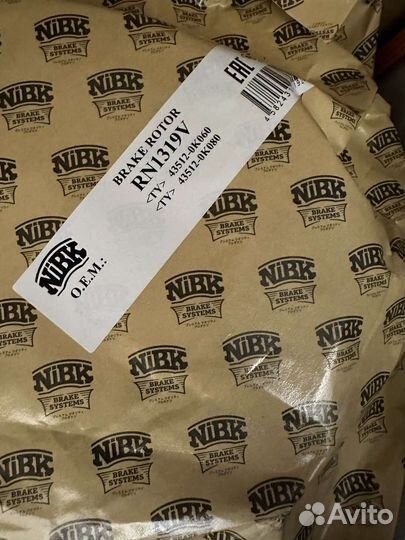 BRAKE ROTOR
RN1319V
<TY> 43512-0K060
<TY> 43512-0K080
NiBK
O.E.M.:
EAC
NiBK
BRAKE
SYSTEMS
Avito